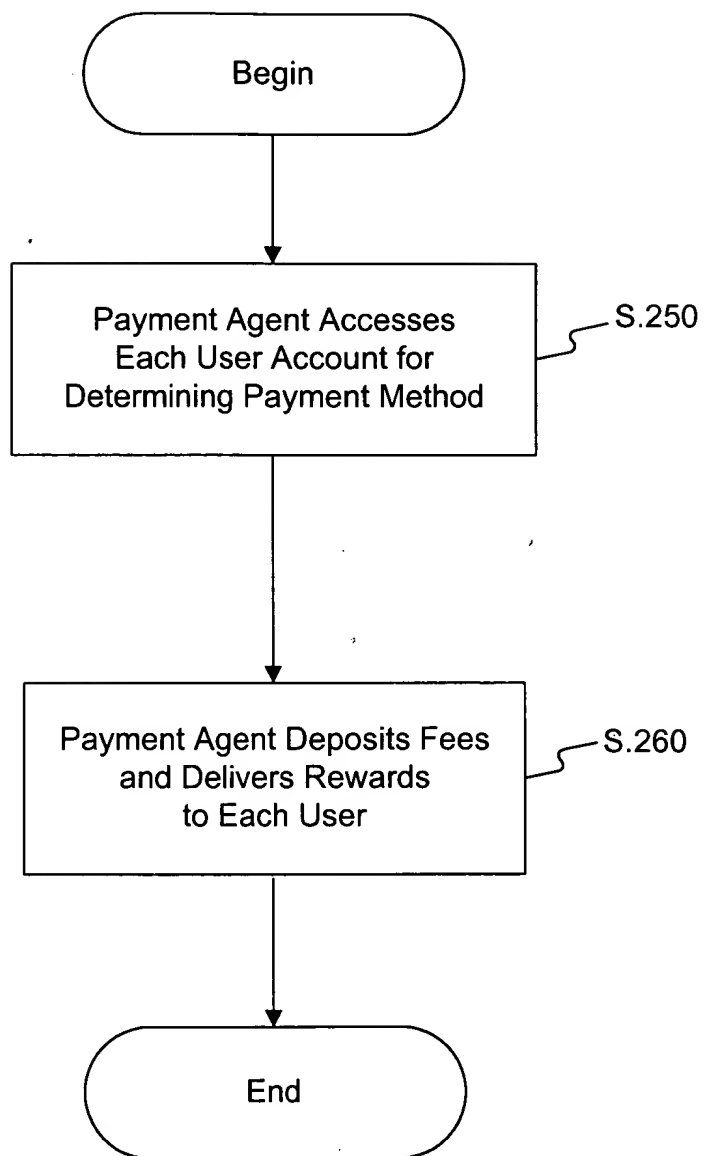 Begin
Payment Agent Accesses
Each User Account for
Determining Payment Method
S.250
Payment Agent Deposits Fees
and Delivers Rewards
to Each User
S.260
End